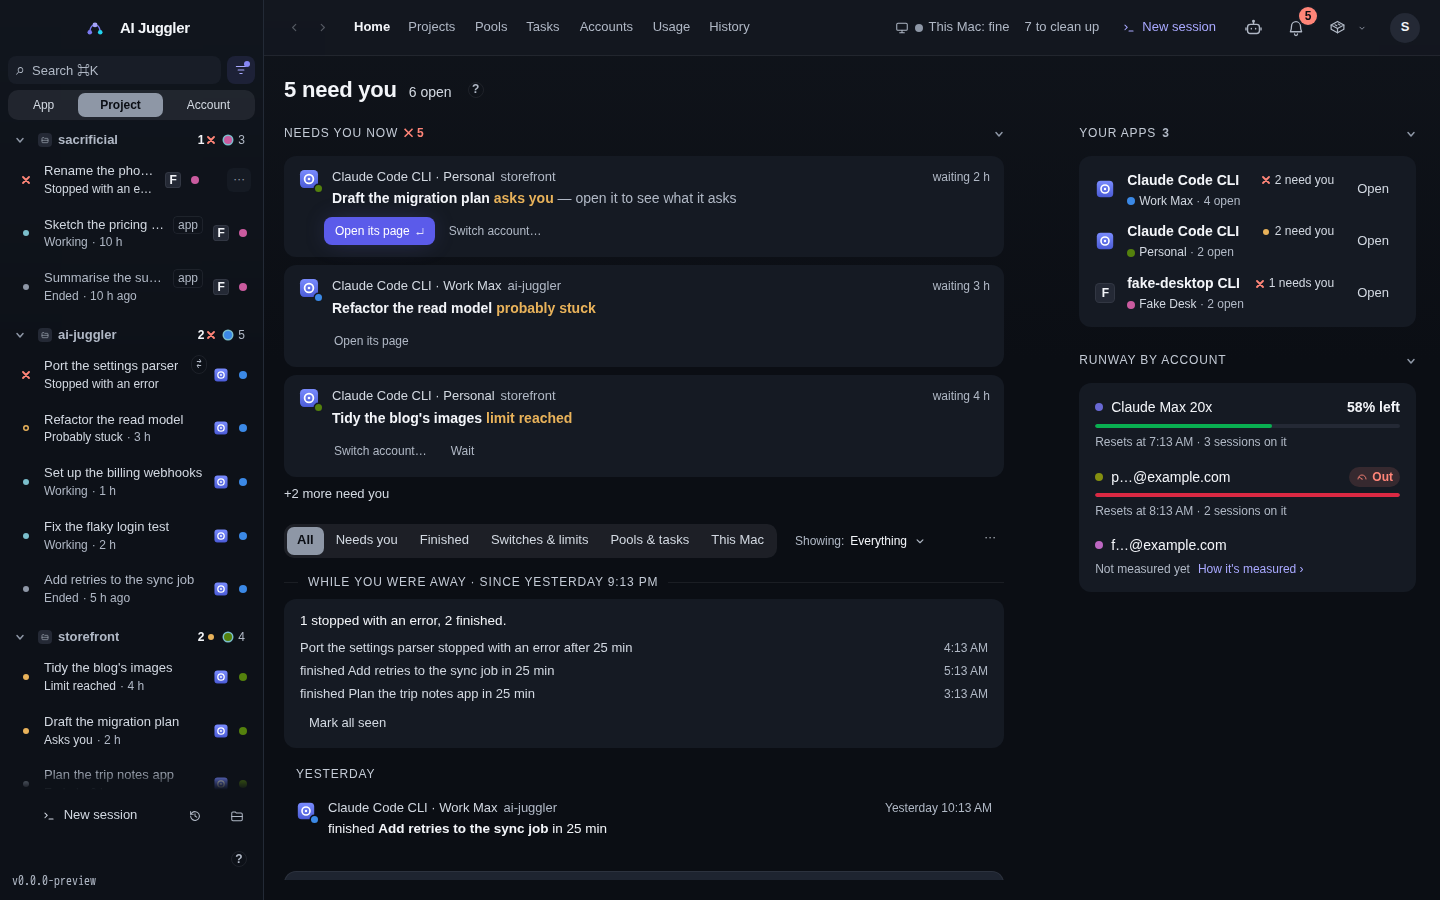 AI Juggler
Search ⌘K
App Project Account
sacrificial 1 3
Rename the pho… F
Stopped with an e…
Sketch the pricing … app F
Working · 10 h
Summarise the su… app F
Ended · 10 h ago
ai-juggler 2 5
Port the settings parser
Stopped with an error
Refactor the read model
Probably stuck · 3 h
Set up the billing webhooks
Working · 1 h
Fix the flaky login test
Working · 2 h
Add retries to the sync job
Ended · 5 h ago
storefront 2 4
Tidy the blog's images
Limit reached · 4 h
Draft the migration plan
Asks you · 2 h
Plan the trip notes app
New session
?
v0.0.0-preview
Home Projects Pools Tasks Accounts Usage History
This Mac: fine 7 to clean up New session 5 S
5 need you 6 open ?
NEEDS YOU NOW 5
Claude Code CLI · Personal storefront waiting 2 h
Draft the migration plan asks you — open it to see what it asks
Open its page Switch account…
Claude Code CLI · Work Max ai-juggler waiting 3 h
Refactor the read model probably stuck
Open its page
Claude Code CLI · Personal storefront waiting 4 h
Tidy the blog's images limit reached
Switch account… Wait
+2 more need you
All Needs you Finished Switches & limits Pools & tasks This Mac Showing: Everything …
WHILE YOU WERE AWAY · SINCE YESTERDAY 9:13 PM
1 stopped with an error, 2 finished.
Port the settings parser stopped with an error after 25 min 4:13 AM
finished Add retries to the sync job in 25 min 5:13 AM
finished Plan the trip notes app in 25 min 3:13 AM
Mark all seen
YESTERDAY
Claude Code CLI · Work Max ai-juggler Yesterday 10:13 AM
finished Add retries to the sync job in 25 min
YOUR APPS 3
Claude Code CLI 2 need you Open
Work Max · 4 open
Claude Code CLI 2 need you Open
Personal · 2 open
F fake-desktop CLI 1 needs you Open
Fake Desk · 2 open
RUNWAY BY ACCOUNT
Claude Max 20x 58% left
Resets at 7:13 AM · 3 sessions on it
p…@example.com Out
Resets at 8:13 AM · 2 sessions on it
f…@example.com
Not measured yet How it's measured ›